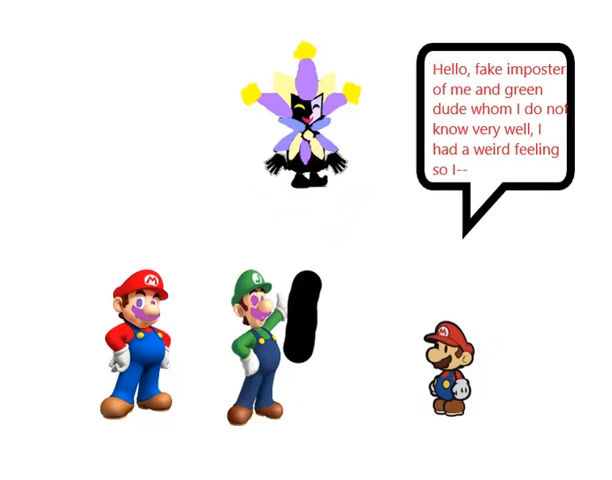 Hello, fake imposter
of me and green
dude whom I do not
know very well, I
had a weird feeling
so I--
M